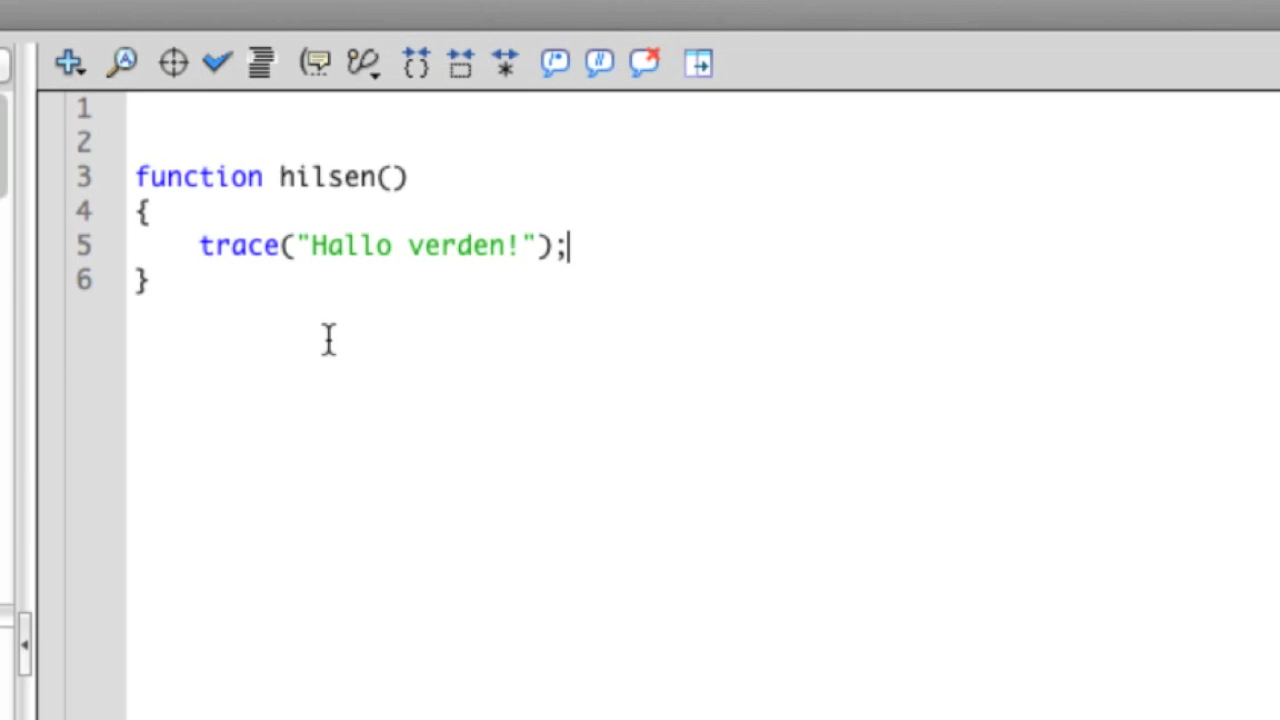 1
2
3 function hilsen()
4 {
5 trace("Hallo verden!");
6 }